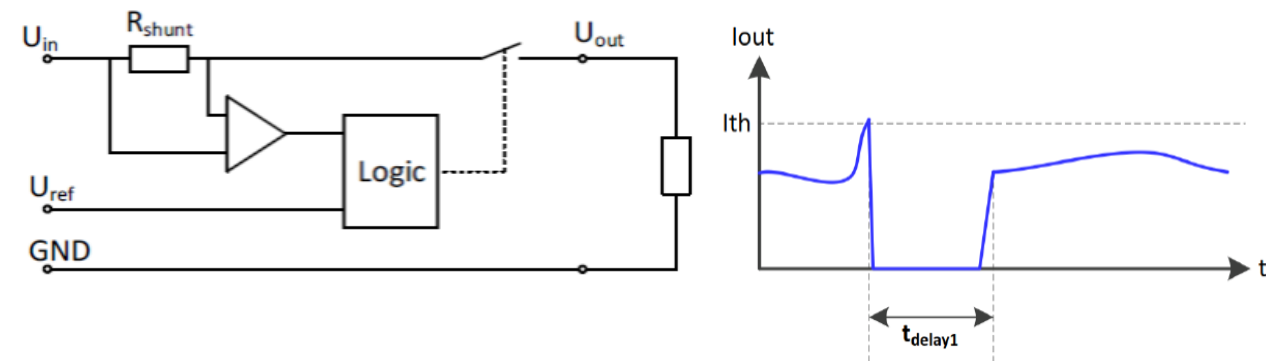 Uin
Rshunt
Uout
Logic
Uref
GND
Iout
Ith
t
tdelay1